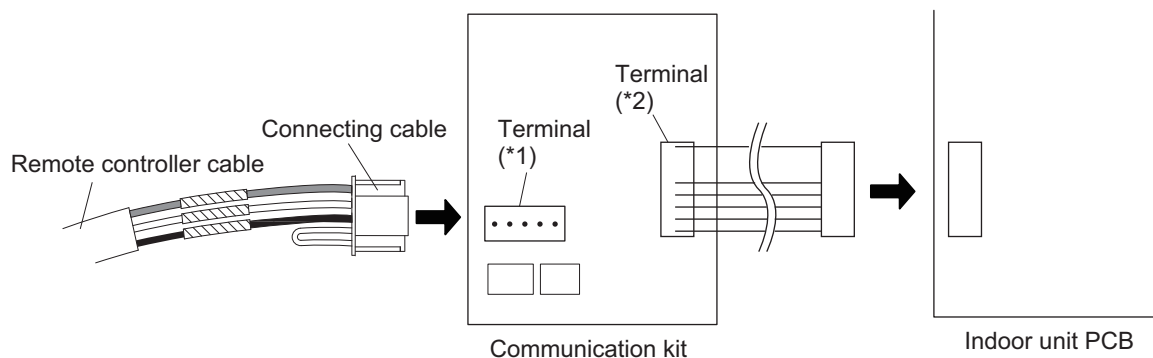 Terminal
(*2)
Connecting cable
Terminal
(*1)
Remote controller cable
Communication kit
Indoor unit PCB